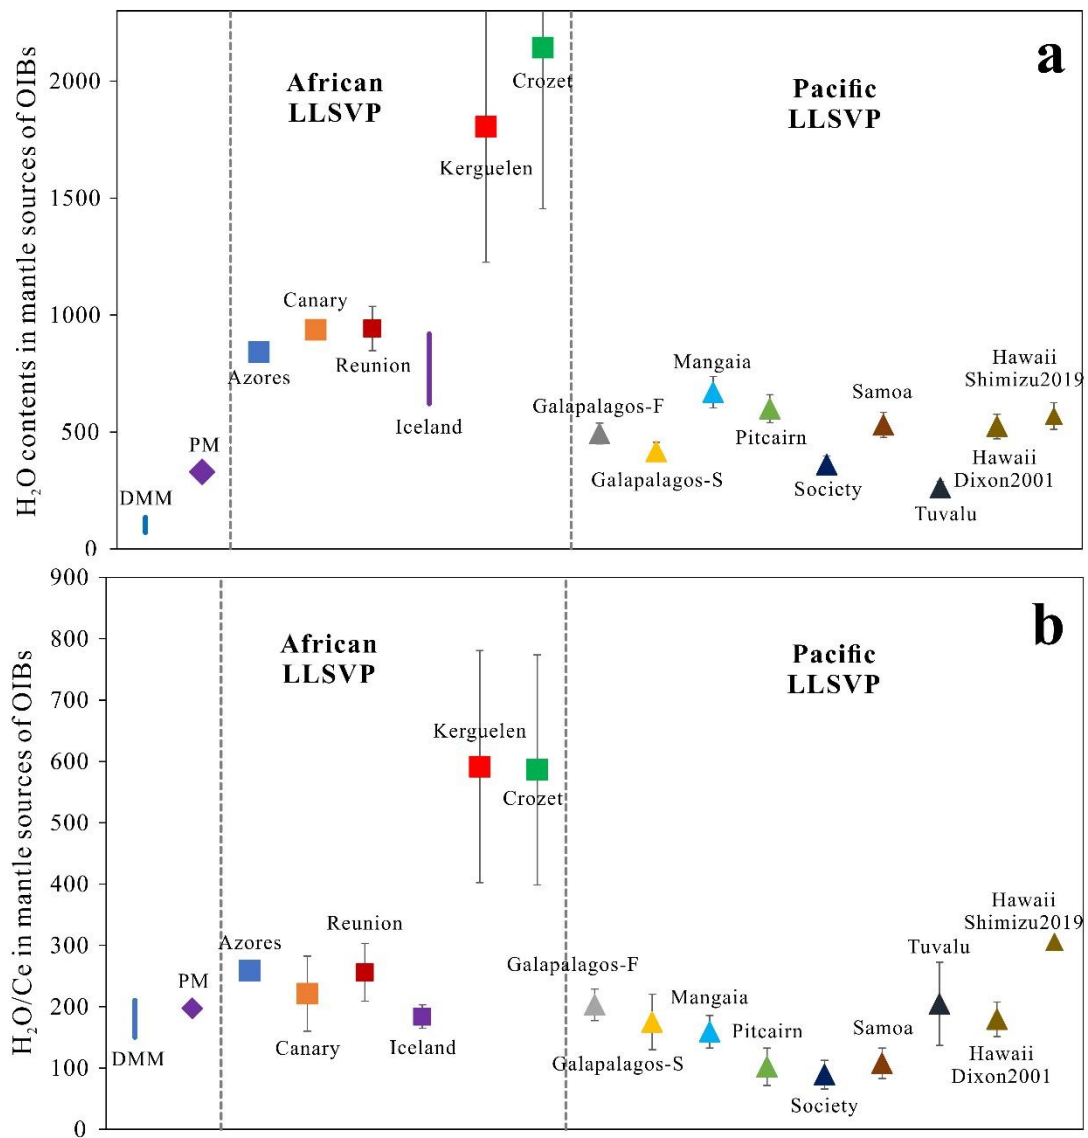 a
H₂O contents in mantle sources of OIBs
2000
1500
1000
500
0
African
LLSVP
Pacific
LLSVP
DMM
PM
Azores
Canary
Reunion
Iceland
Kerguelen
Crozet
Galapalagos-F
Galapalagos-S
Mangaia
Pitcairn
Society
Samoa
Tuvalu
Hawaii
Dixon2001
Hawaii
Shimizu2019
b
H₂O/Ce in mantle sources of OIBs
900
800
700
600
500
400
300
200
100
0
African
LLSVP
Pacific
LLSVP
DMM
PM
Azores
Canary
Reunion
Iceland
Kerguelen
Crozet
Galapalagos-F
Galapalagos-S
Mangaia
Pitcairn
Society
Samoa
Tuvalu
Hawaii
Dixon2001
Hawaii
Shimizu2019